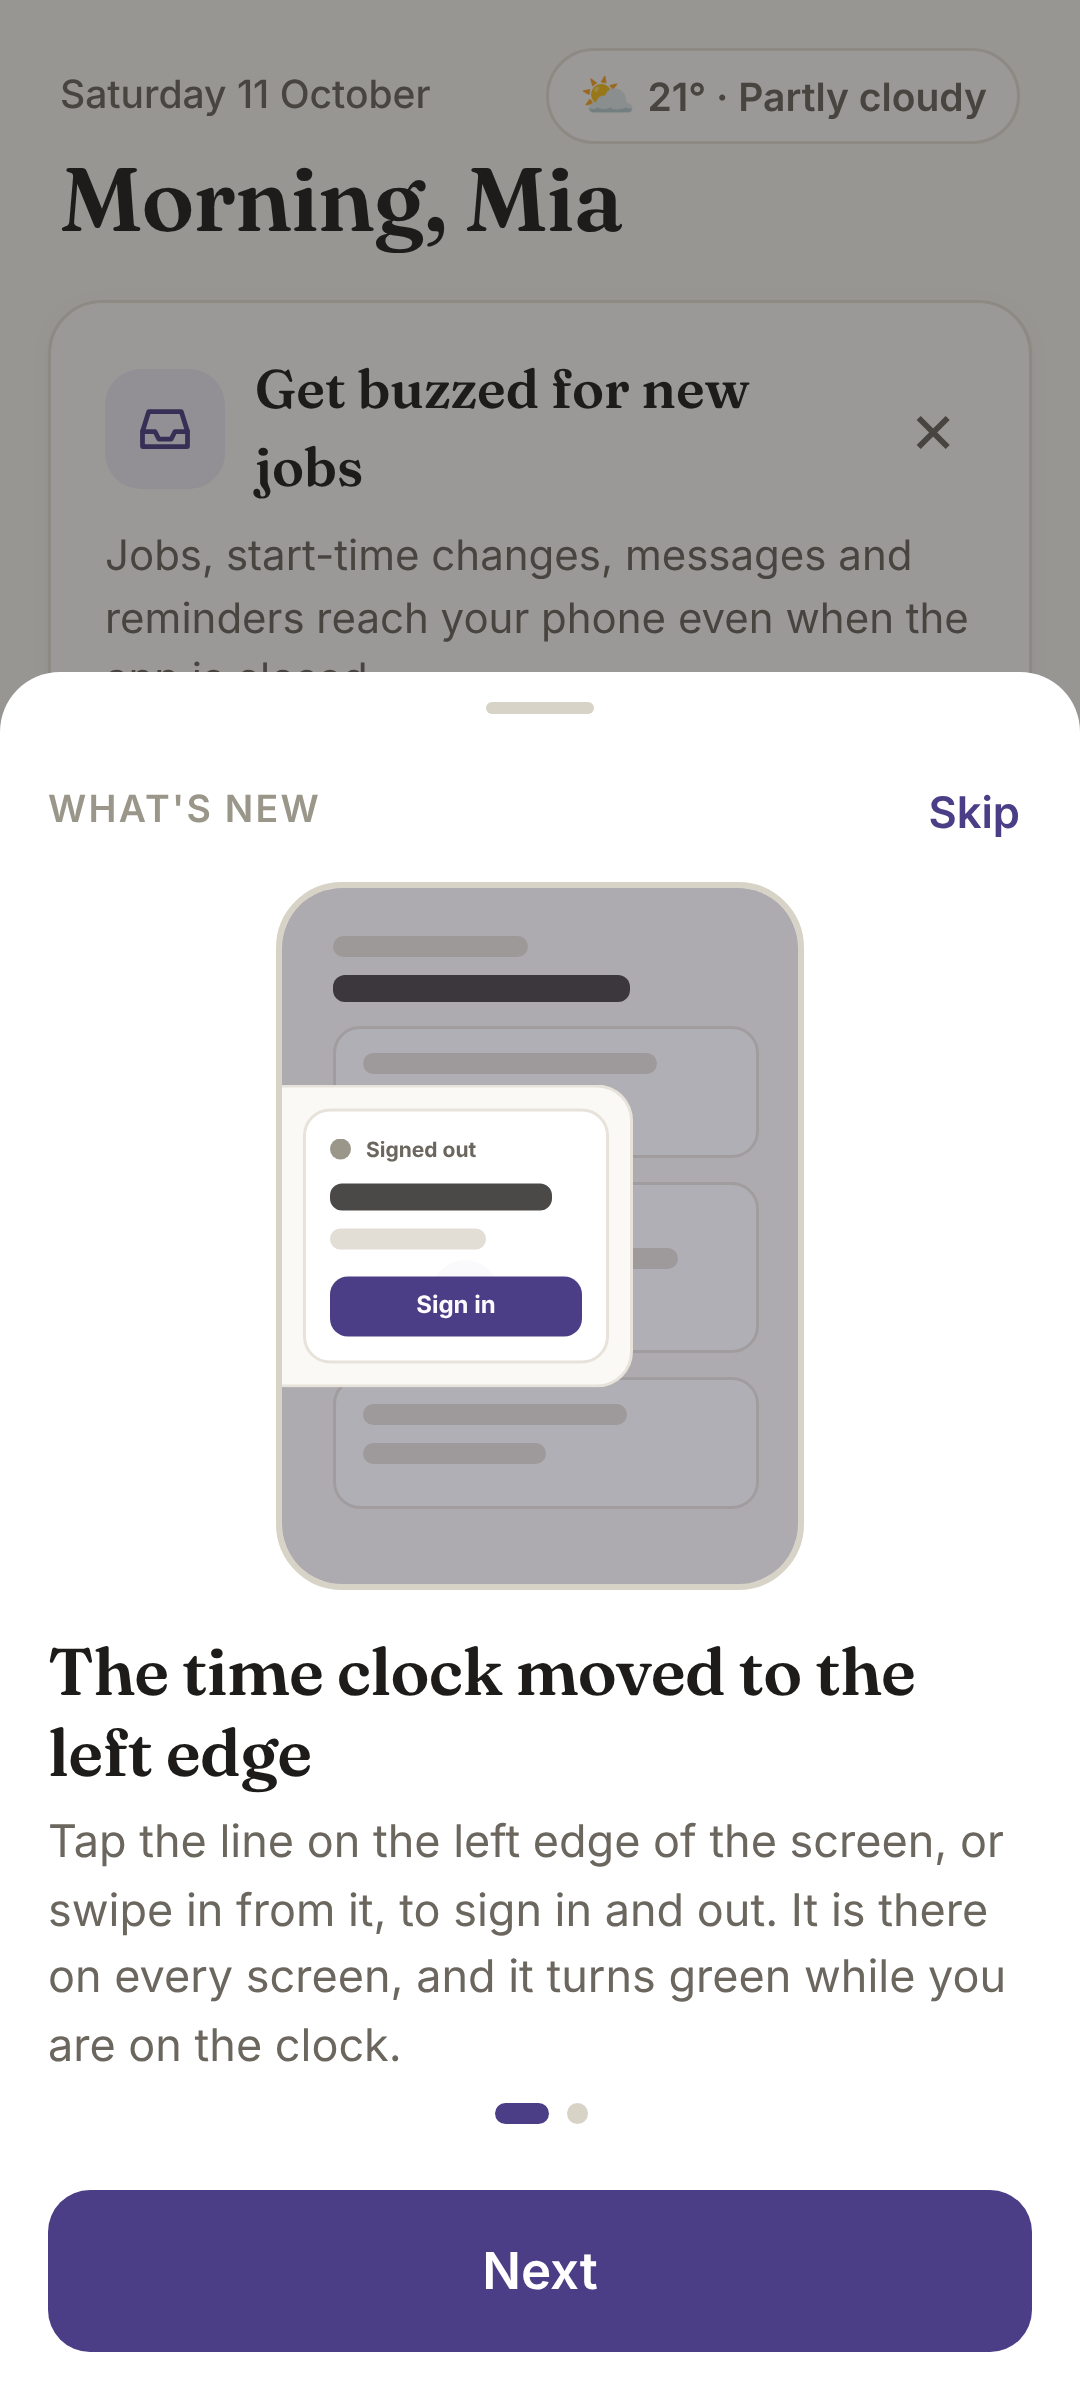 Saturday 11 October
⛅ 21° · Partly cloudy
Morning, Mia
Get buzzed for new
jobs
Jobs, start-time changes, messages and
reminders reach your phone even when the
app is closed.
WHAT'S NEW
Skip
Signed out
Sign in
The time clock moved to the
left edge
Tap the line on the left edge of the screen, or
swipe in from it, to sign in and out. It is there
on every screen, and it turns green while you
are on the clock.
Next